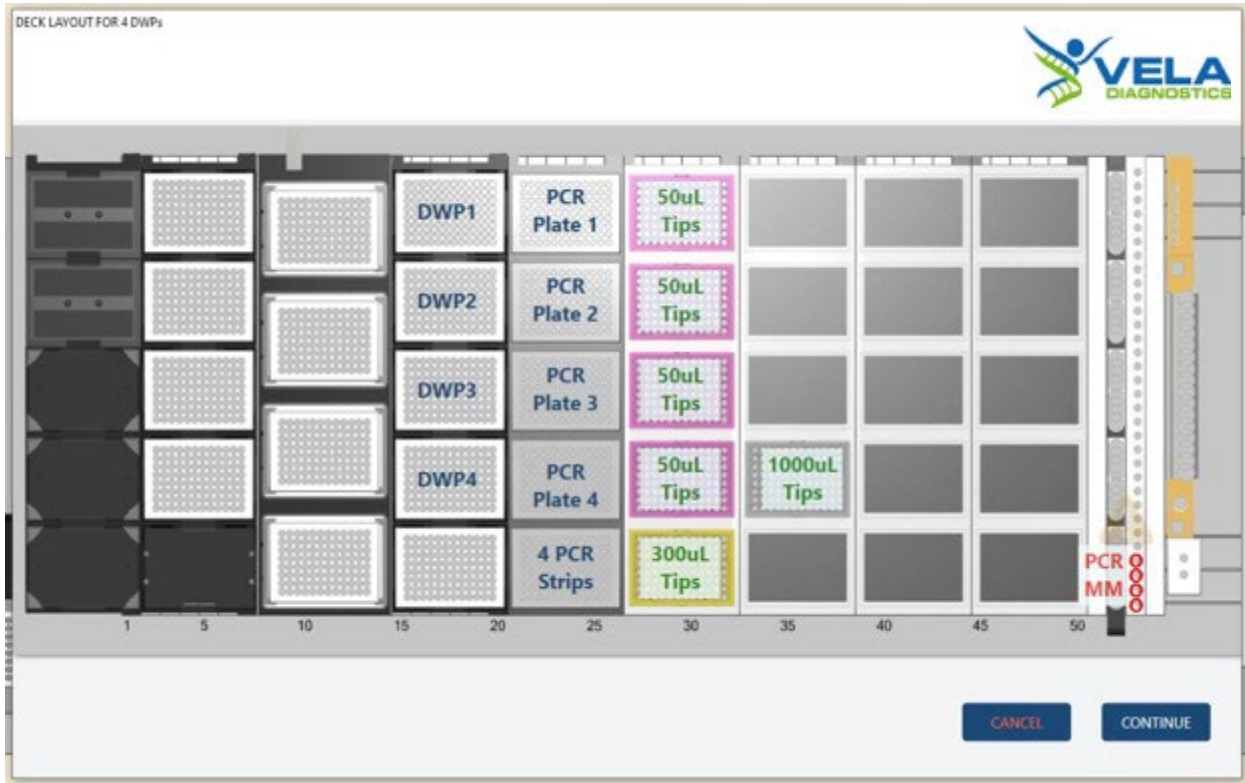 DECK LAYOUT FOR 4 DWPs
VELA
DIAGNOSTICS
DWP1
PCR
Plate 1
50uL
Tips
DWP2
PCR
Plate 2
50uL
Tips
DWP3
PCR
Plate 3
50uL
Tips
DWP4
PCR
Plate 4
50uL
Tips
1000uL
Tips
4 PCR
Strips
300uL
Tips
PCR
MM
1 5 10 15 20 25 30 35 40 45 50
CANCEL
CONTINUE